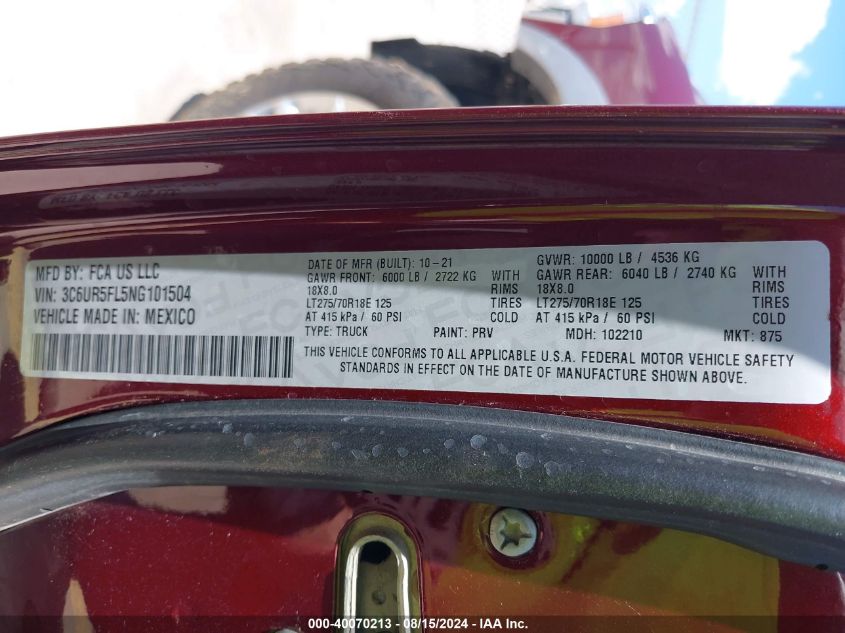 MFD BY: FCA US LLC
VIN: 3C6UR5FL5NG101504
VEHICLE MADE IN: MEXICO
DATE OF MFR (BUILT): 10-21
GVWR: 10000 LB / 4536 KG
GAWR FRONT: 6000 LB / 2722 KG
GAWR REAR: 6040 LB / 2740 KG
18X8.0 RIMS 18X8.0 RIMS
LT275/70R18E 125 TIRES LT275/70R18E 125 TIRES
AT 415 kPa / 60 PSI COLD AT 415 kPa / 60 PSI COLD
TYPE: TRUCK PAINT: PRV MDH: 102210 MKT: 875
THIS VEHICLE CONFORMS TO ALL APPLICABLE U.S.A. FEDERAL MOTOR VEHICLE SAFETY
STANDARDS IN EFFECT ON THE DATE OF MANUFACTURE SHOWN ABOVE.
000-40070213 - 08/15/2024 - IAA Inc.